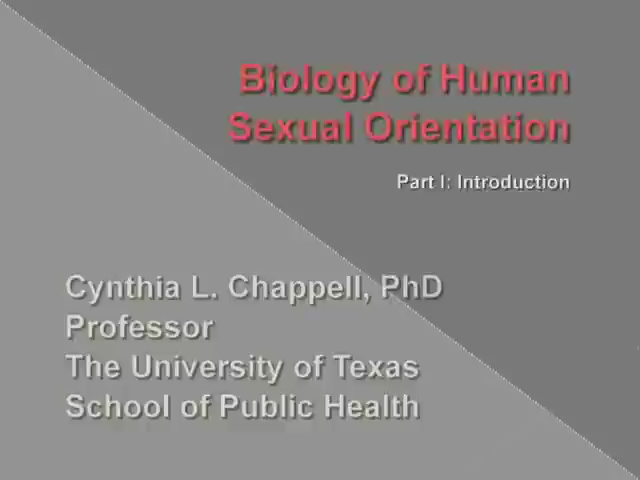 Biology of Human
Sexual Orientation
Part I: Introduction
Cynthia L. Chappell, PhD
Professor
The University of Texas
School of Public Health